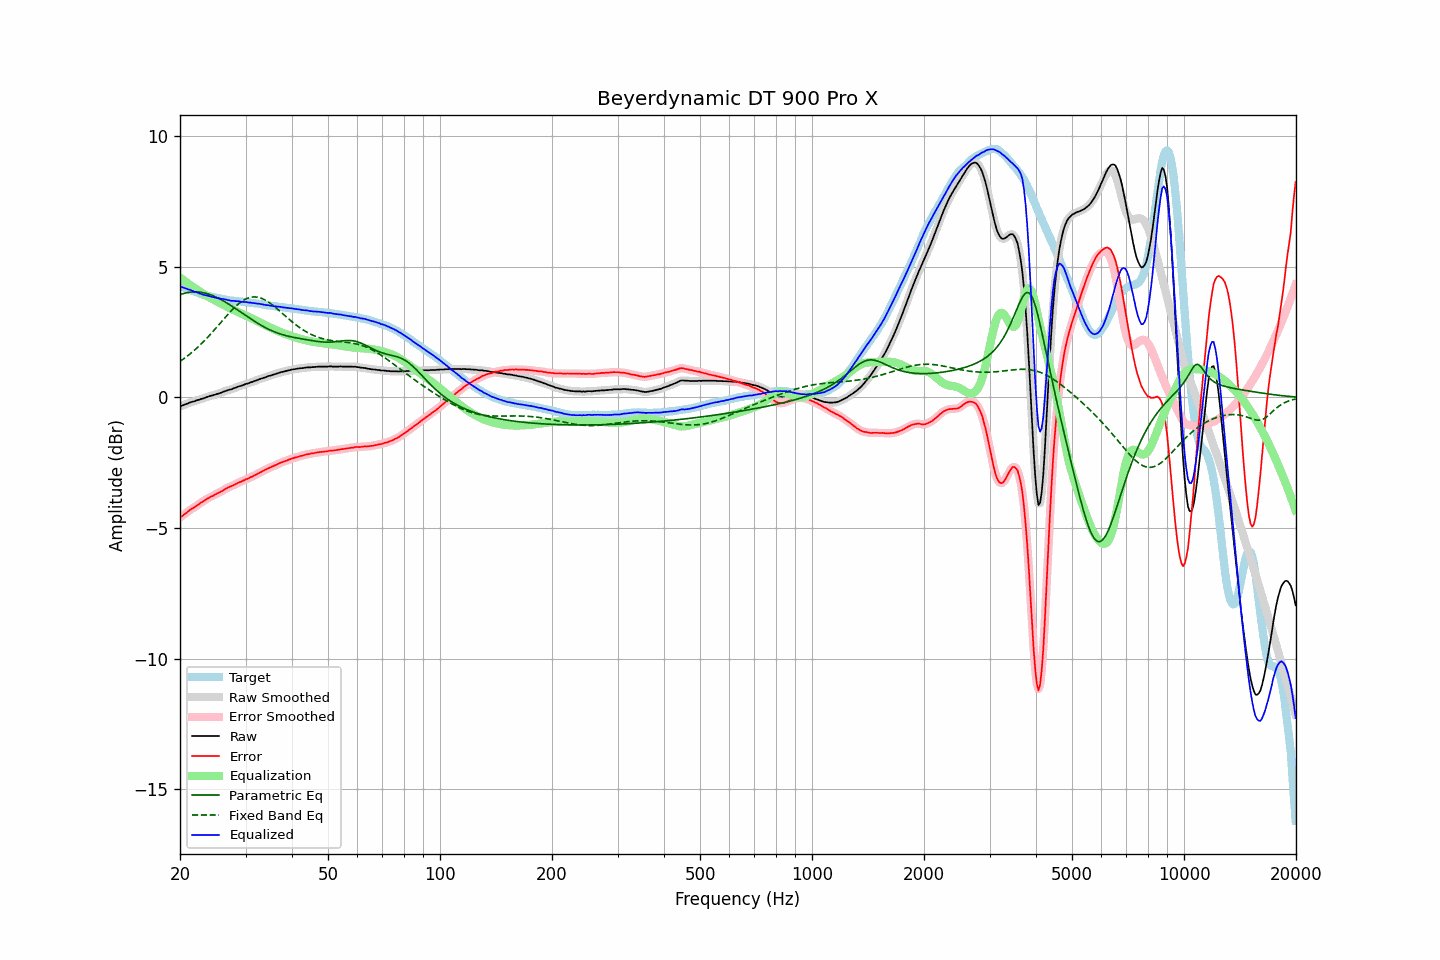 Beyerdynamic DT 900 Pro X
Amplitude (dBr)
10
5
0
−5
−10
−15
Target
Raw Smoothed
Error Smoothed
Raw
Error
Equalization
Parametric Eq
Fixed Band Eq
Equalized
20 50 100 200 500 1000 2000 5000 10000 20000
Frequency (Hz)